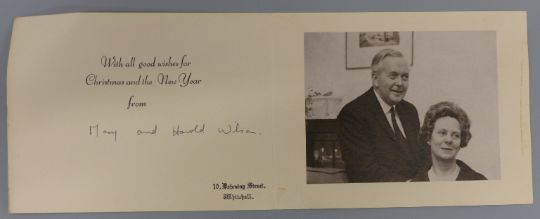 With all good wishes for
Christmas and the New Year
from
Mary and Harold Wilson.
10, Downing Street,
Whitehall.